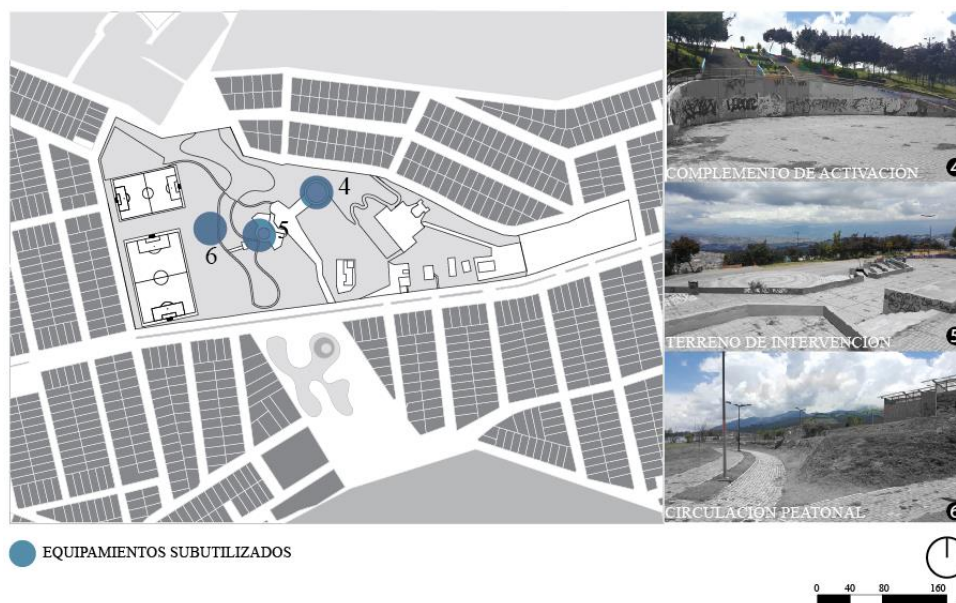 4
5
6
COMPLEMENTO DE ACTIVACIÓN
4
TERRENO DE INTERVENCIÓN
5
CIRCULACIÓN PEATONAL
6
EQUIPAMIENTOS SUBUTILIZADOS
0 40 80 160